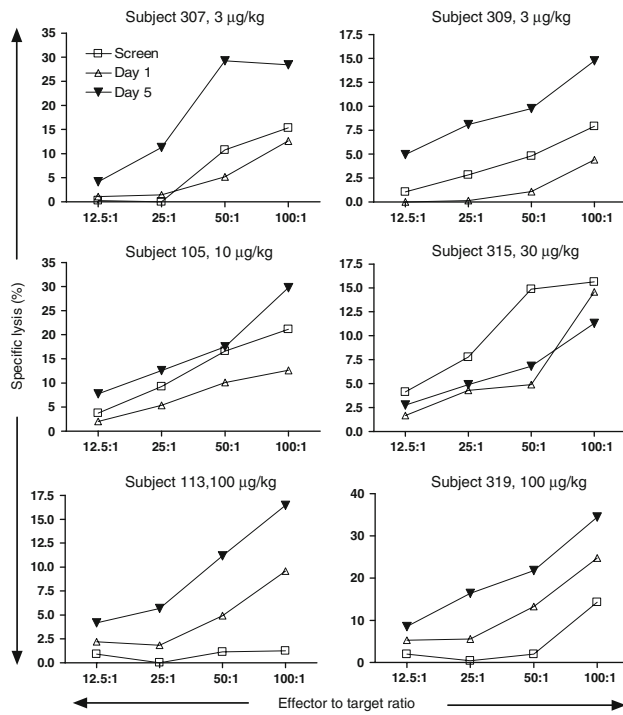 Subject 307, 3 µg/kg
35
30
25
20
15
10
5
0
Screen
Day 1
Day 5
12.5:1 25:1 50:1 100:1
Subject 309, 3 µg/kg
17.5
15.0
12.5
10.0
7.5
5.0
2.5
0.0
12.5:1 25:1 50:1 100:1
Specific lysis (%)
Subject 105, 10 µg/kg
35
30
25
20
15
10
5
0
12.5:1 25:1 50:1 100:1
Subject 315, 30 µg/kg
17.5
15.0
12.5
10.0
7.5
5.0
2.5
0.0
12.5:1 25:1 50:1 100:1
Subject 113,100 µg/kg
17.5
15.0
12.5
10.0
7.5
5.0
2.5
0.0
12.5:1 25:1 50:1 100:1
Subject 319, 100 µg/kg
40
30
20
10
0
12.5:1 25:1 50:1 100:1
Effector to target ratio